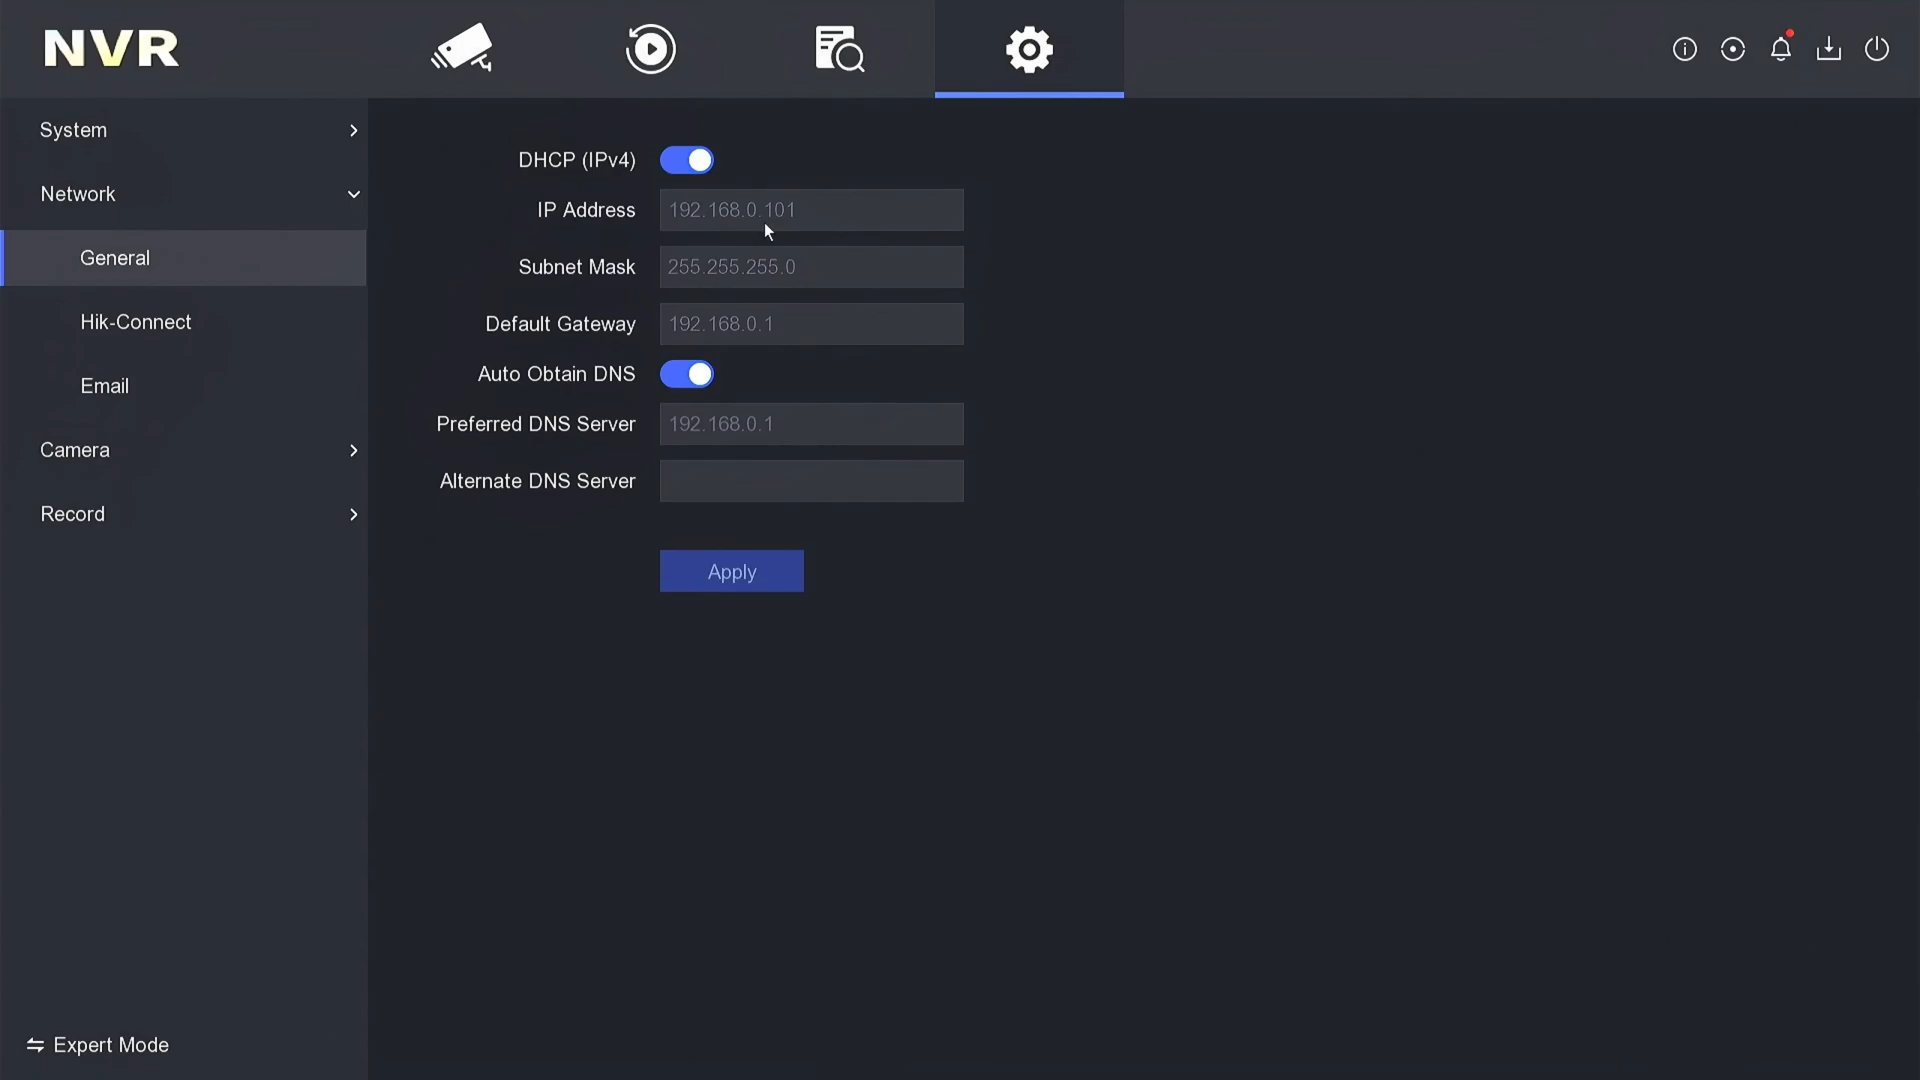 NVR
System
Network
General
Hik-Connect
Email
Camera
Record
Expert Mode
DHCP (IPv4)
IP Address 192.168.0.101
Subnet Mask 255.255.255.0
Default Gateway 192.168.0.1
Auto Obtain DNS
Preferred DNS Server 192.168.0.1
Alternate DNS Server
Apply